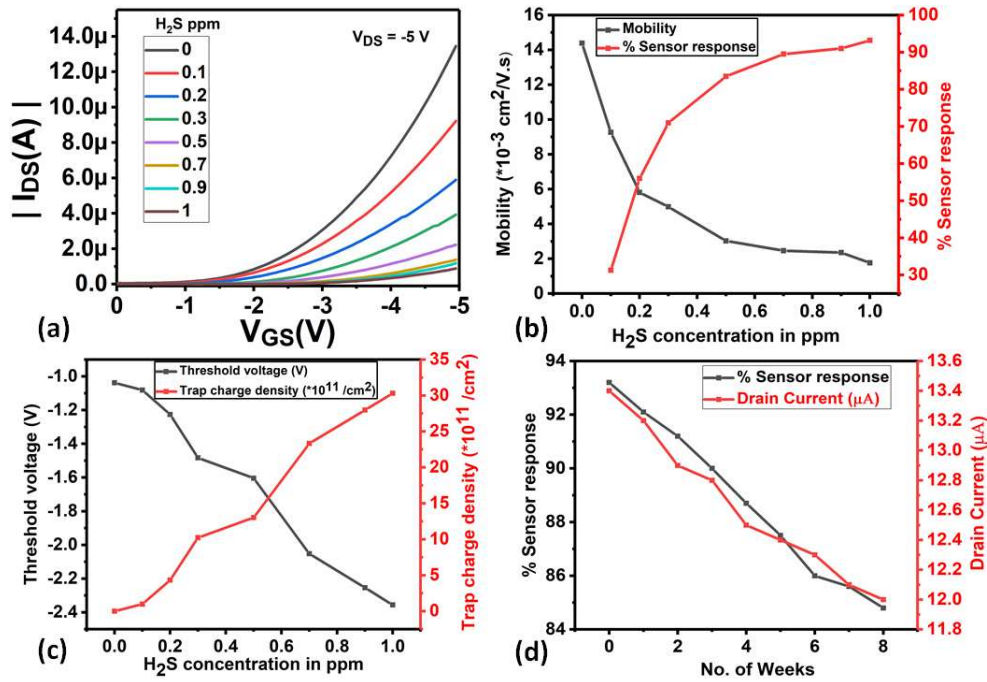 H₂S ppm
0
0.1
0.2
0.3
0.5
0.7
0.9
1
V_DS = -5 V
14.0µ
12.0µ
10.0µ
8.0µ
6.0µ
4.0µ
2.0µ
0.0
| I_DS(A) |
0 -1 -2 -3 -4 -5
V_GS(V)
(a)
Mobility
% Sensor response
16
14
12
10
8
6
4
2
0
Mobility (*10⁻³ cm²/V.s)
0.0 0.2 0.4 0.6 0.8 1.0
H₂S concentration in ppm
100
90
80
70
60
50
40
30
% Sensor response
(b)
Threshold voltage (V)
Trap charge density (*10¹¹ /cm²)
-1.0
-1.2
-1.4
-1.6
-1.8
-2.0
-2.2
-2.4
Threshold voltage (V)
0.0 0.2 0.4 0.6 0.8 1.0
H₂S concentration in ppm
35
30
25
20
15
10
5
0
Trap charge density (*10¹¹ /cm²)
(c)
% Sensor response
Drain Current (µA)
94
92
90
88
86
84
% Sensor response
0 2 4 6 8
No. of Weeks
13.6
13.4
13.2
13.0
12.8
12.6
12.4
12.2
12.0
11.8
Drain Current (µA)
(d)